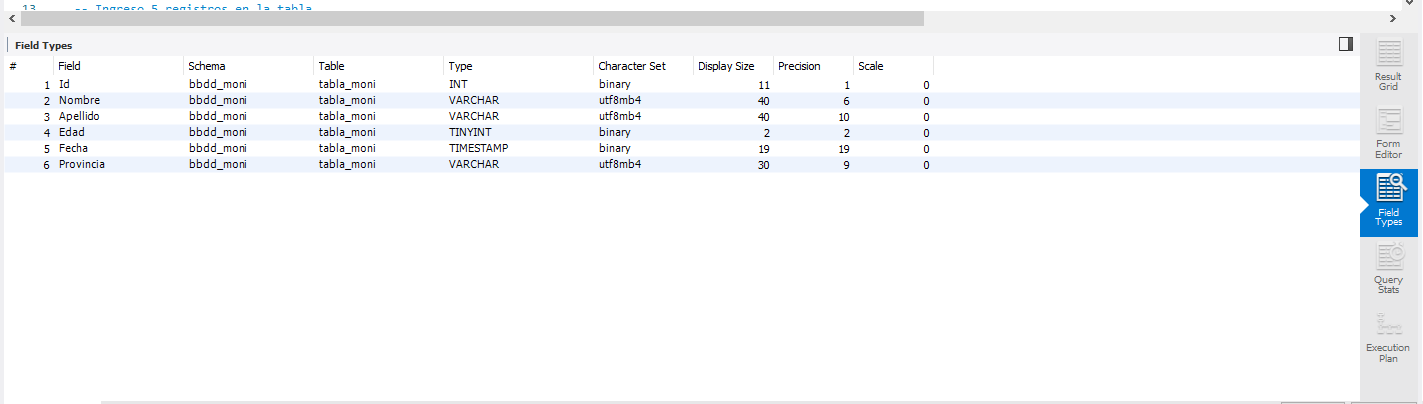 13 -- Ingreso 5 registros en la tabla
Field Types
# Field Schema Table Type Character Set Display Size Precision Scale
1 Id bbdd_moni tabla_moni INT binary 11 1 0
2 Nombre bbdd_moni tabla_moni VARCHAR utf8mb4 40 6 0
3 Apellido bbdd_moni tabla_moni VARCHAR utf8mb4 40 10 0
4 Edad bbdd_moni tabla_moni TINYINT binary 2 2 0
5 Fecha bbdd_moni tabla_moni TIMESTAMP binary 19 19 0
6 Provincia bbdd_moni tabla_moni VARCHAR utf8mb4 30 9 0
Result
Grid
Form
Editor
Field
Types
Query
Stats
Execution
Plan